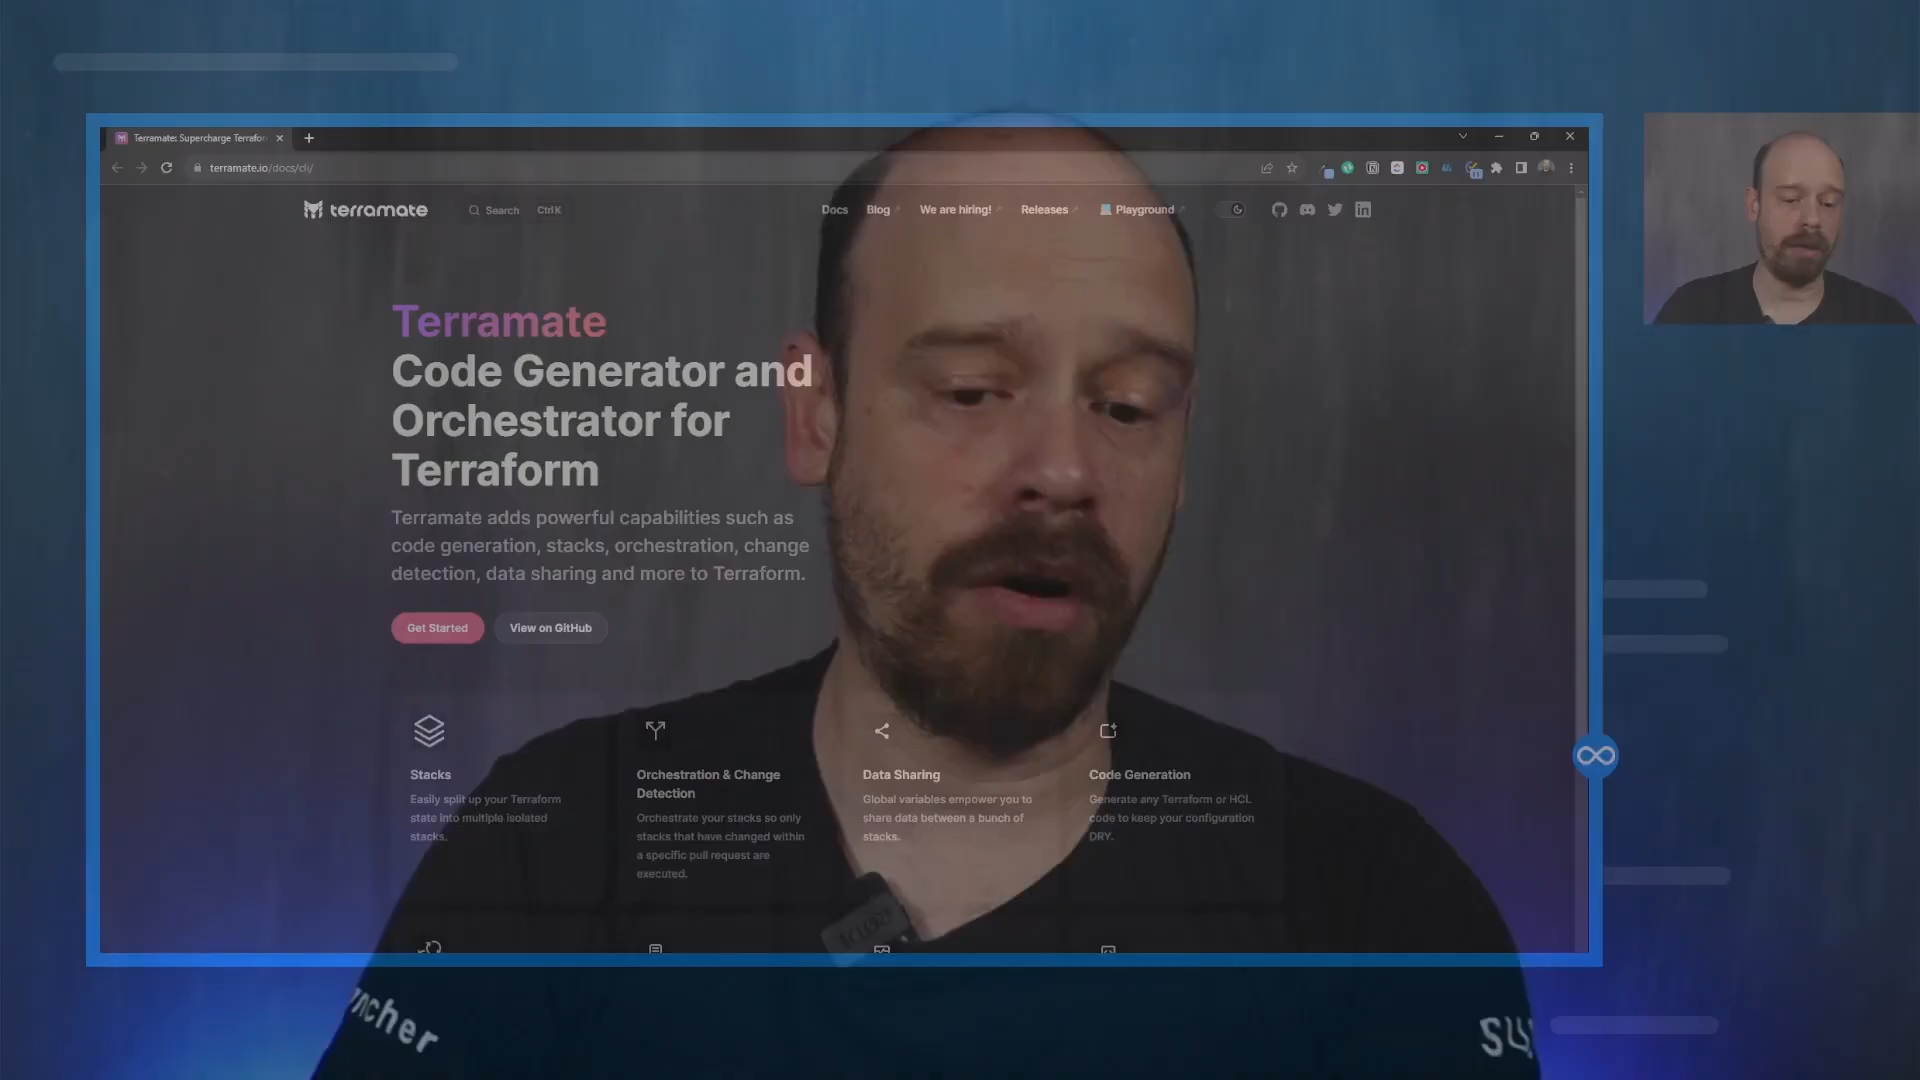 Terramate: Supercharge Terrafor
terramate.io/docs/cli/
terramate
Search
Ctrl K
Docs
Blog
We are hiring!
Releases
Playground
Terramate
Code Generator and
Orchestrator for
Terraform
Terramate adds powerful capabilities such as
code generation, stacks, orchestration, change
detection, data sharing and more to Terraform.
Get Started
View on GitHub
Stacks
Easily split up your Terraform
state into multiple isolated
stacks.
Orchestration & Change
Detection
Orchestrate your stacks so only
stacks that have changed within
a specific pull request are
executed.
Data Sharing
Global variables empower you to
share data between a bunch of
stacks.
Code Generation
Generate any Terraform or HCL
code to keep your configuration
DRY.